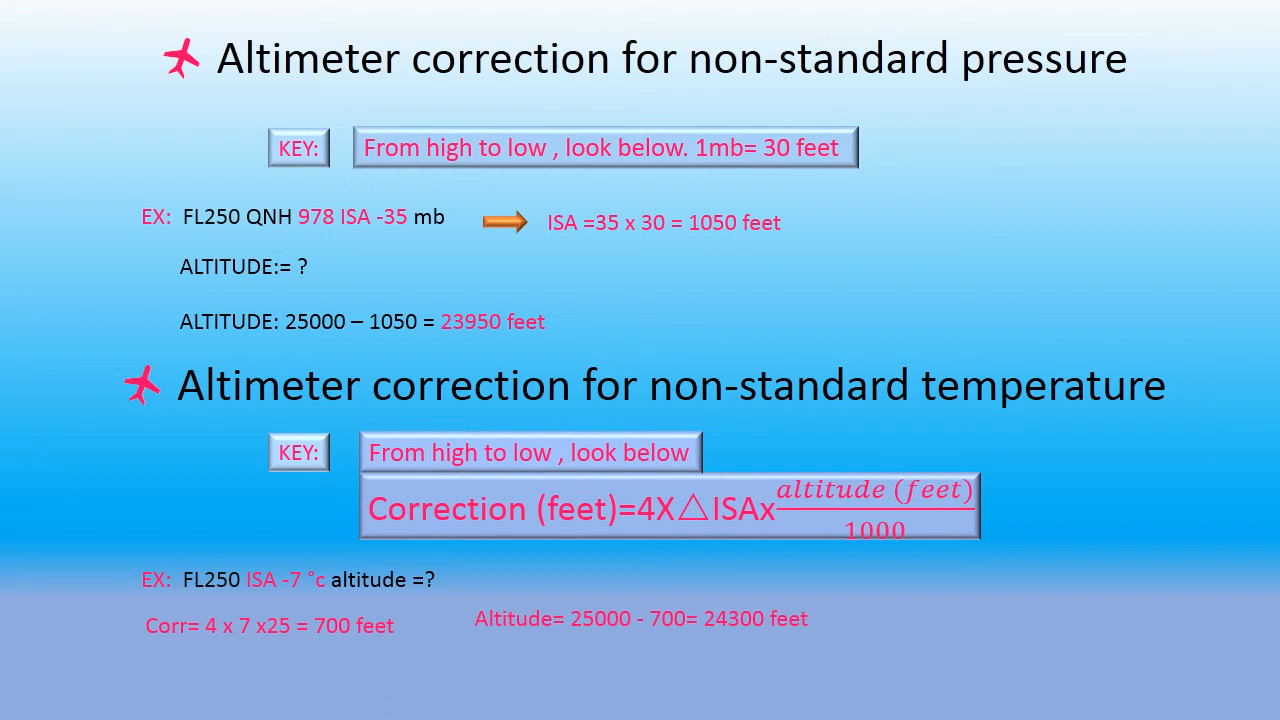 Altimeter correction for non-standard pressure
KEY:
From high to low , look below. 1mb= 30 feet
EX: FL250 QNH 978 ISA -35 mb
ISA =35 x 30 = 1050 feet
ALTITUDE:= ?
ALTITUDE: 25000 – 1050 = 23950 feet
Altimeter correction for non-standard temperature
KEY:
From high to low , look below
Correction (feet)=4X△ISAx altitude (feet)/1000
EX: FL250 ISA -7 °c altitude =?
Corr= 4 x 7 x25 = 700 feet
Altitude= 25000 - 700= 24300 feet